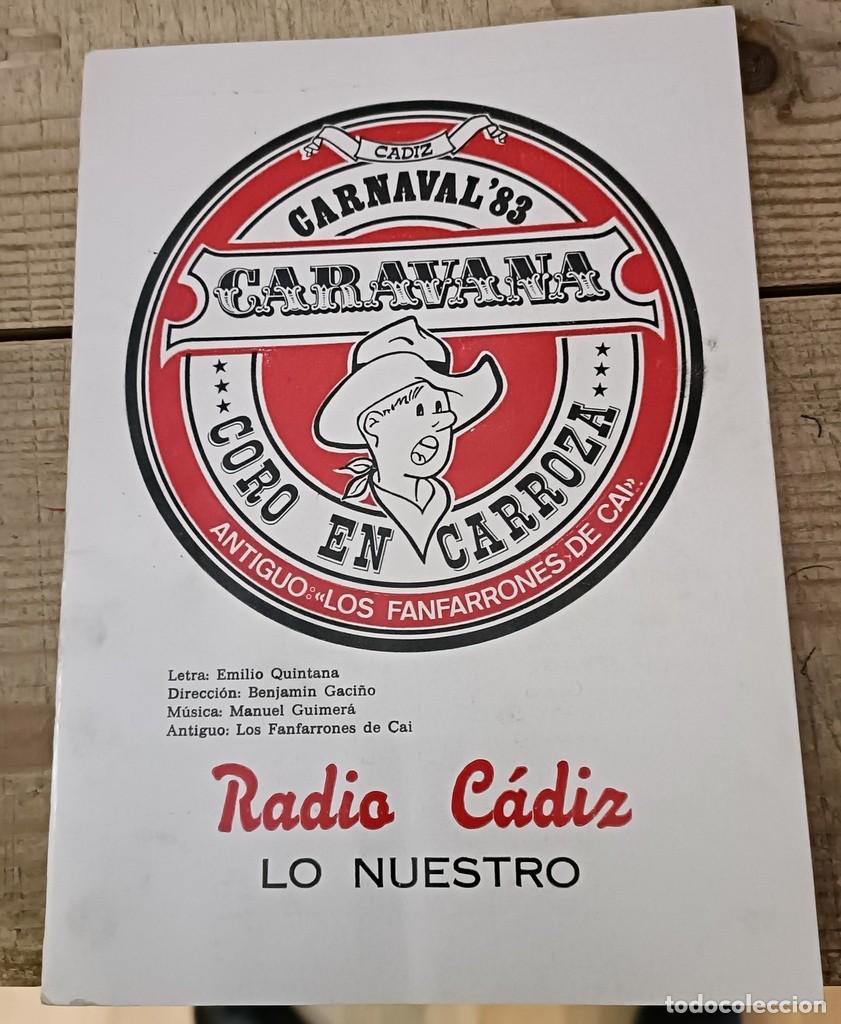 CADIZ
CARNAVAL'83
CARAVANA
CORO EN CARROZA
ANTIGUO: «LOS FANFARRONES DE CAI»
Letra: Emilio Quintana
Dirección: Benjamin Gaciño
Música: Manuel Guimerá
Antiguo: Los Fanfarrones de Cai
Radio Cádiz
LO NUESTRO
todocoleccion